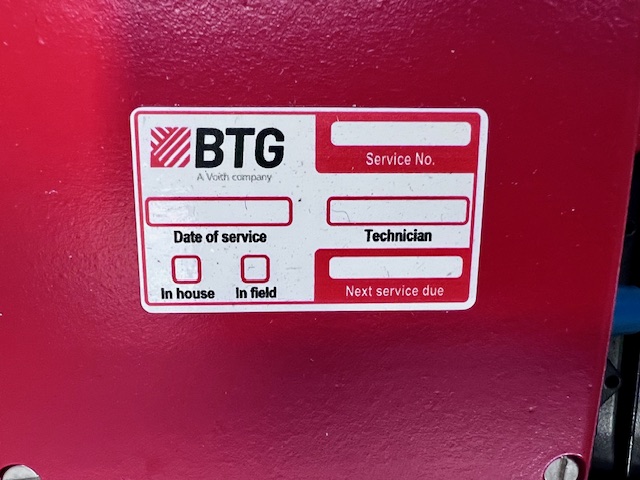 BTG
A Voith company
Service No.
Date of service
Technician
In house
In field
Next service due